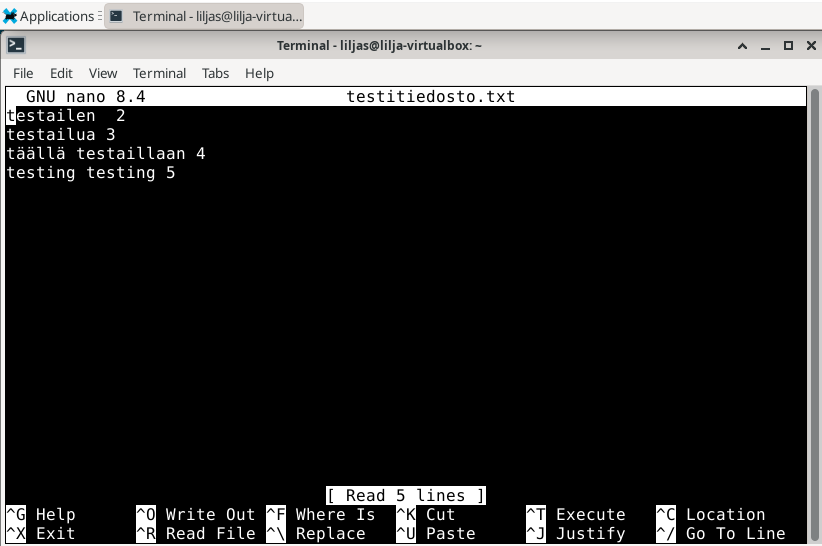 Applications Terminal - liljas@lilja-virtua...
Terminal - liljas@lilja-virtualbox: ~
File Edit View Terminal Tabs Help
GNU nano 8.4 testitiedosto.txt
testailen  2
testailua 3
täällä testaillaan 4
testing testing 5
[ Read 5 lines ]
^G Help ^O Write Out ^F Where Is ^K Cut ^T Execute ^C Location
^X Exit ^R Read File ^\ Replace ^U Paste ^J Justify ^/ Go To Line